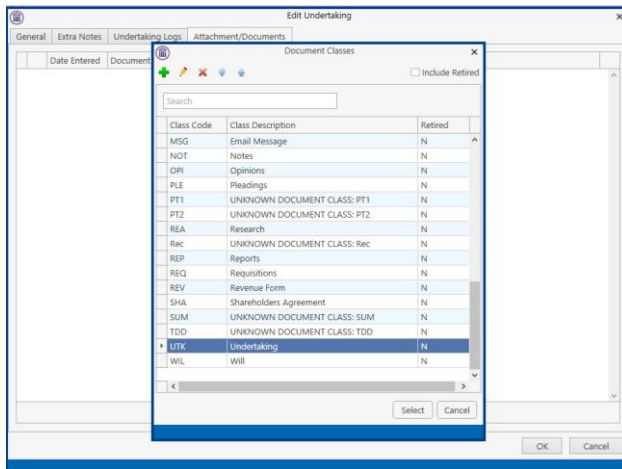 Edit Undertaking
General Extra Notes Undertaking Logs Attachment/Documents
Date Entered Document
Document Classes
Include Retired
Search
Class Code Class Description Retired
MSG Email Message N
NOT Notes N
OPI Opinions N
PLE Pleadings N
PT1 UNKNOWN DOCUMENT CLASS: PT1 N
PT2 UNKNOWN DOCUMENT CLASS: PT2 N
REA Research N
Rec UNKNOWN DOCUMENT CLASS: Rec N
REP Reports N
REQ Requisitions N
REV Revenue Form N
SHA Shareholders Agreement N
SUM UNKNOWN DOCUMENT CLASS: SUM N
TDD UNKNOWN DOCUMENT CLASS: TDD N
UTK Undertaking N
WIL Will N
Select Cancel
OK Cancel